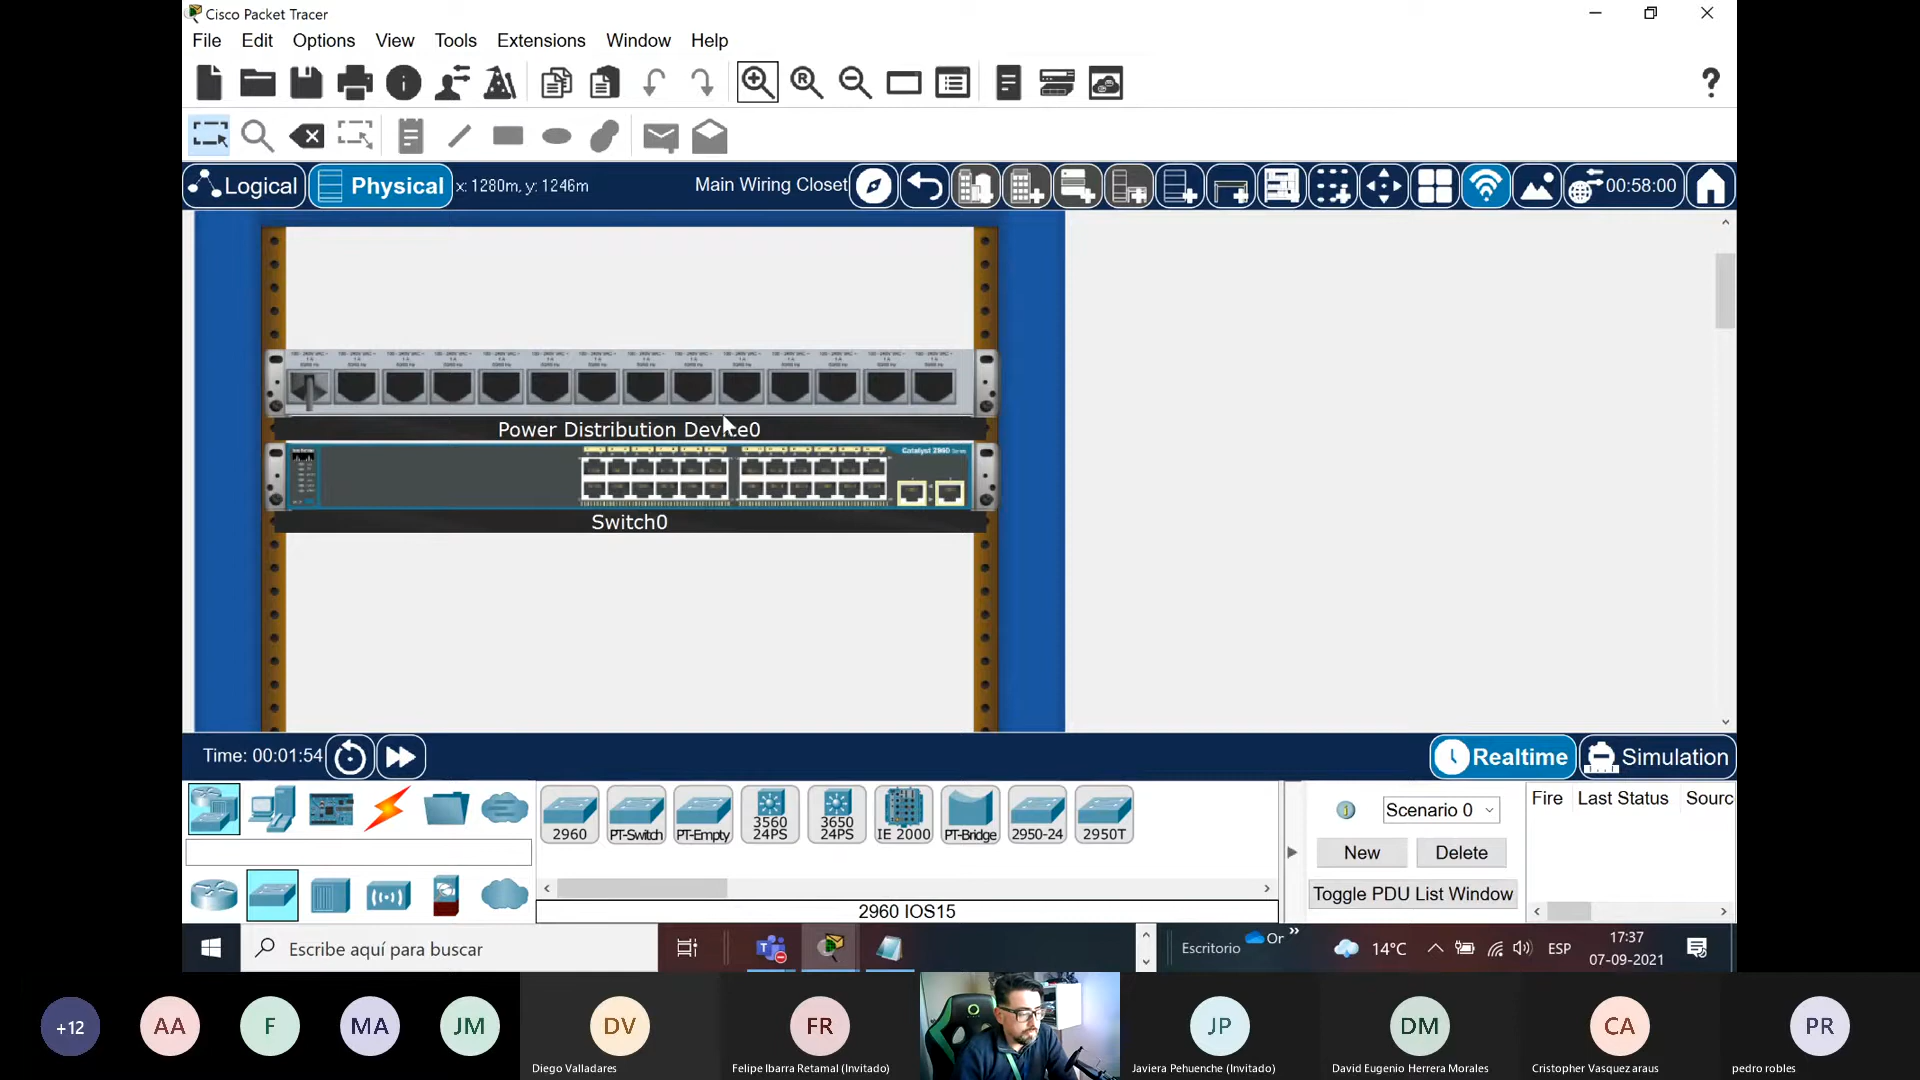 Cisco Packet Tracer
File Edit Options View Tools Extensions Window Help
Logical Physical x: 1280m, y: 1246m Main Wiring Closet 00:58:00
Power Distribution Device0
Catalyst 2960 Series
Switch0
Time: 00:01:54 Realtime Simulation
2960 PT-Switch PT-Empty 3560 24PS 3650 24PS IE 2000 PT-Bridge 2950-24 2950T
Scenario 0 Fire Last Status Sourc
New Delete
Toggle PDU List Window
2960 IOS15
Escribe aquí para buscar Escritorio Or 14°C ESP 17:37
07-09-2021
+12 AA F MA JM DV FR JP DM CA PR
Diego Valladares Felipe Ibarra Retamal (Invitado) Javiera Pehuenche (Invitado) David Eugenio Herrera Morales Cristopher Vasquez araus pedro robles